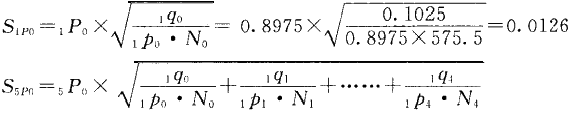 S₁P₀ = ₁P₀ × √(₁q₀ / ₁p₀ · N₀) = 0.8975 × √(0.1025 / 0.8975×575.5) = 0.0126
S₅P₀ = ₅P₀ × √(₁q₀ / ₁p₀ · N₀ + ₁q₁ / ₁p₁ · N₁ + …… + ₁q₄ / ₁p₄ · N₄)